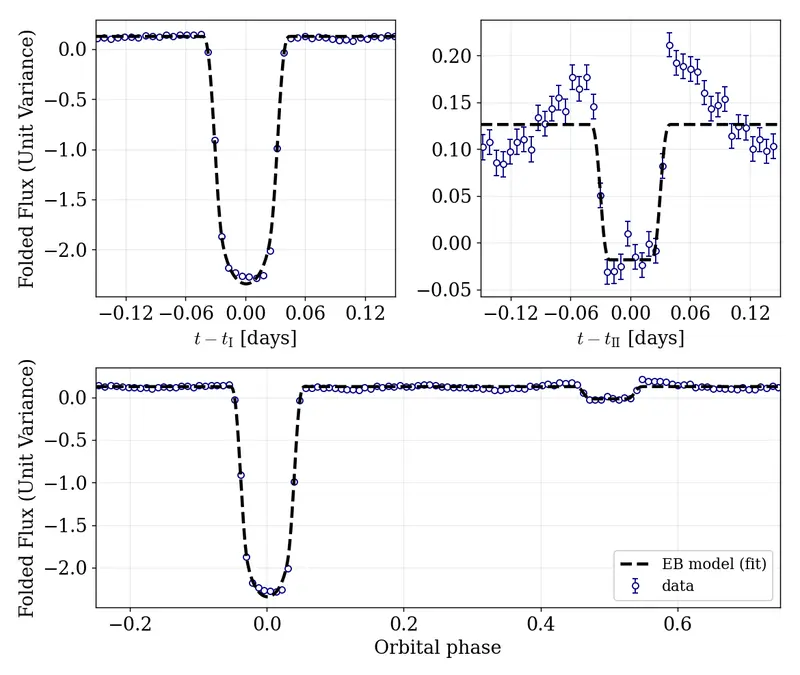 Folded Flux (Unit Variance)
0.0
−0.5
−1.0
−1.5
−2.0
−0.12 −0.06 0.00 0.06 0.12
t − tI [days]
0.20
0.15
0.10
0.05
0.00
−0.05
−0.12 −0.06 0.00 0.06 0.12
t − tII [days]
Folded Flux (Unit Variance)
0.0
−0.5
−1.0
−1.5
−2.0
−0.2 0.0 0.2 0.4 0.6
Orbital phase
EB model (fit)
data